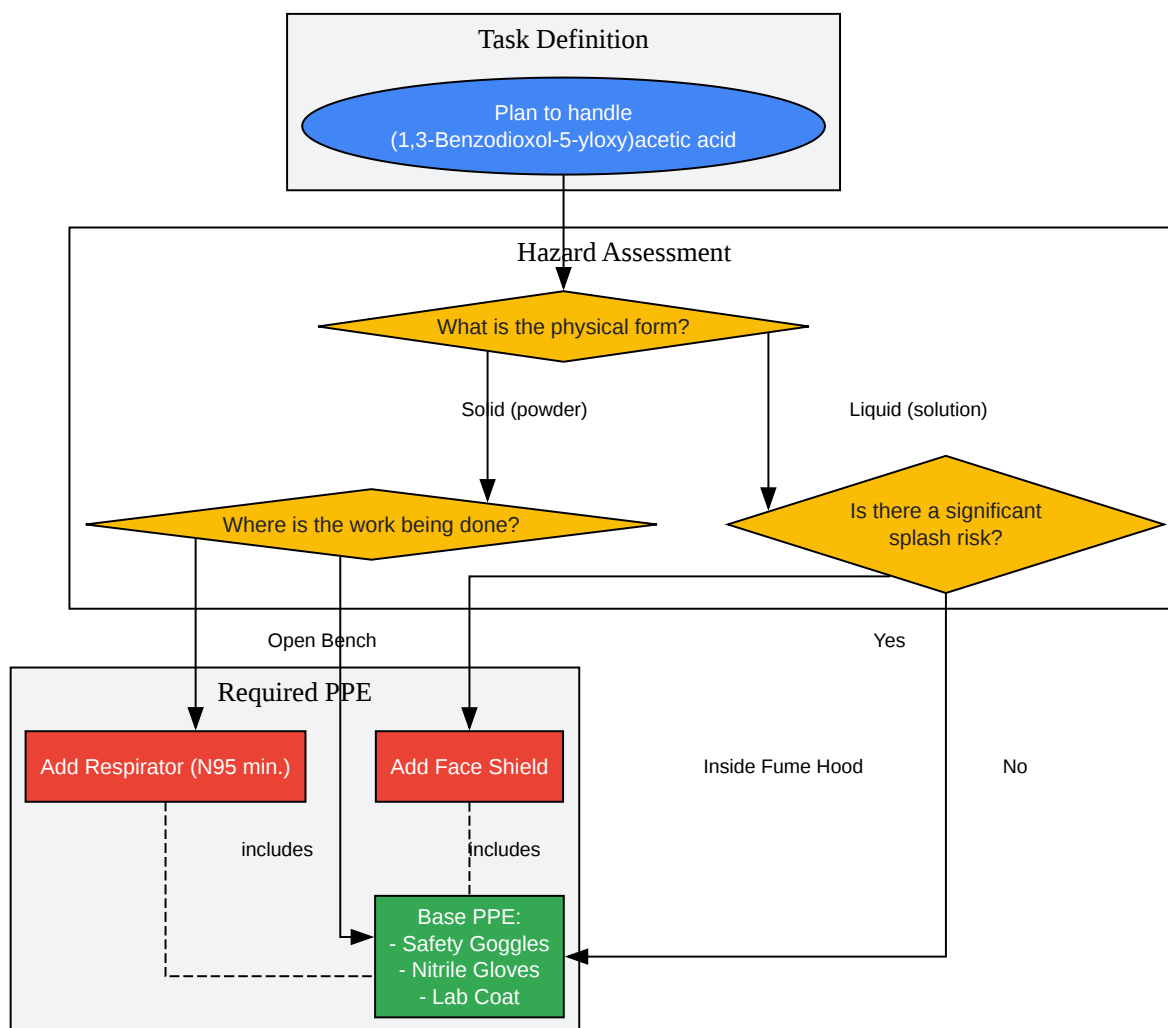 Task Definition
Plan to handle
(1,3-Benzodioxol-5-yloxy)acetic acid
Hazard Assessment
What is the physical form?
Solid (powder)
Liquid (solution)
Where is the work being done?
Is there a significant
splash risk?
Open Bench
Yes
Required PPE
Add Respirator (N95 min.)
Add Face Shield
Inside Fume Hood
No
includes
includes
Base PPE:
- Safety Goggles
- Nitrile Gloves
- Lab Coat